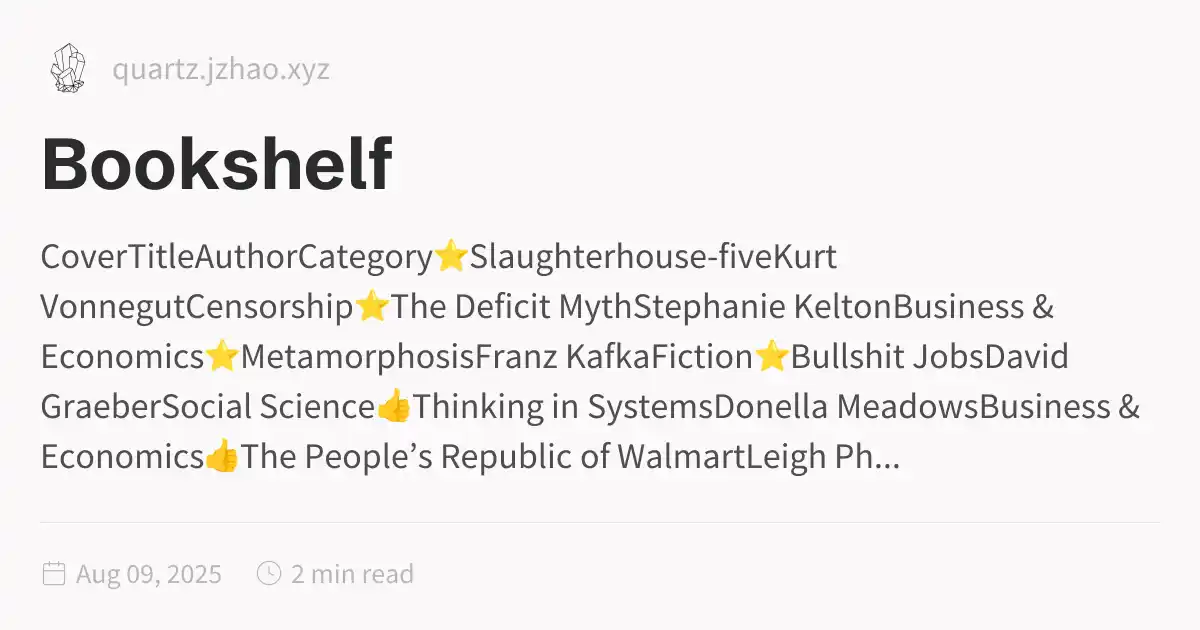 quartz.jzhao.xyz
Bookshelf
CoverTitleAuthorCategory⭐Slaughterhouse-fiveKurt
VonnegutCensorship⭐The Deficit MythStephanie KeltonBusiness &
Economics⭐MetamorphosisFranz KafkaFiction⭐Bullshit JobsDavid
GraeberSocial Science👍Thinking in SystemsDonella MeadowsBusiness &
Economics👍The People’s Republic of WalmartLeigh Ph...
Aug 09, 2025 2 min read